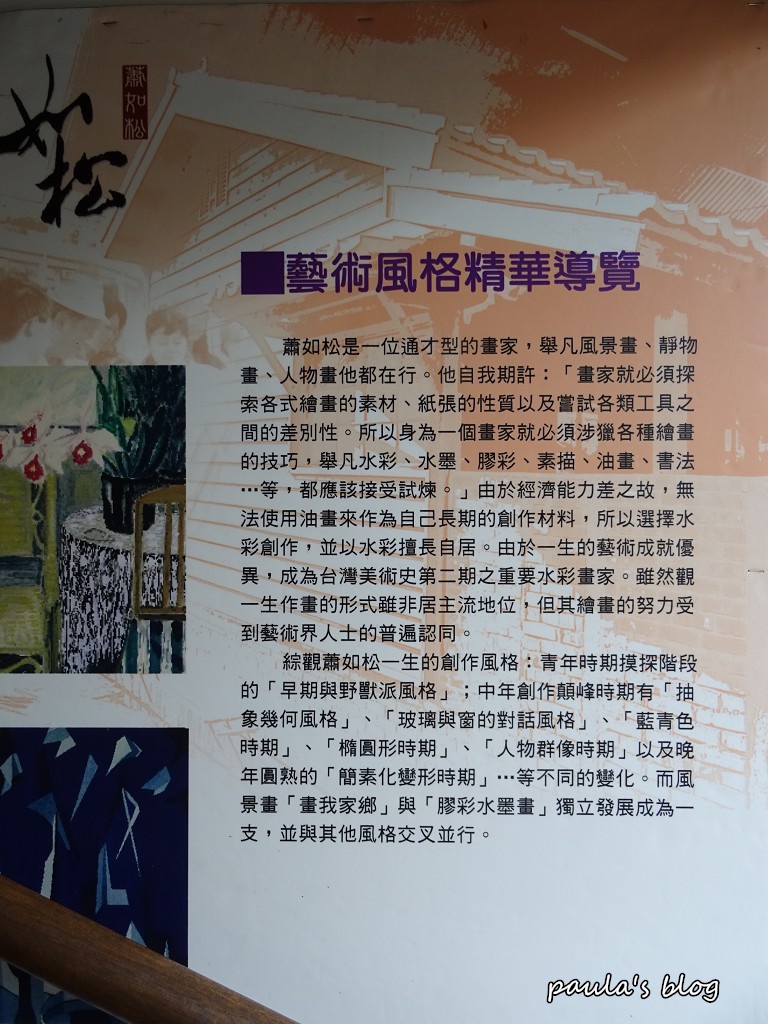 如松
蕭如松
藝術風格精華導覽
蕭如松是一位通才型的畫家，舉凡風景畫、靜物
畫、人物畫他都在行。他自我期許：「畫家就必須探
索各式繪畫的素材、紙張的性質以及嘗試各類工具之
間的差別性。所以身為一個畫家就必須涉獵各種繪畫
的技巧，舉凡水彩、水墨、膠彩、素描、油畫、書法
…等，都應該接受試煉。」由於經濟能力差之故，無
法使用油畫來作為自己長期的創作材料，所以選擇水
彩創作，並以水彩擅長自居。由於一生的藝術成就優
異，成為台灣美術史第二期之重要水彩畫家。雖然觀
一生作畫的形式雖非居主流地位，但其繪畫的努力受
到藝術界人士的普遍認同。
綜觀蕭如松一生的創作風格：青年時期摸探階段
的「早期與野獸派風格」；中年創作顛峰時期有「抽
象幾何風格」、「玻璃與窗的對話風格」、「藍青色
時期」、「橢圓形時期」、「人物群像時期」以及晚
年圓熟的「簡素化變形時期」…等不同的變化。而風
景畫「畫我家鄉」與「膠彩水墨畫」獨立發展成為一
支，並與其他風格交叉並行。
paula's blog